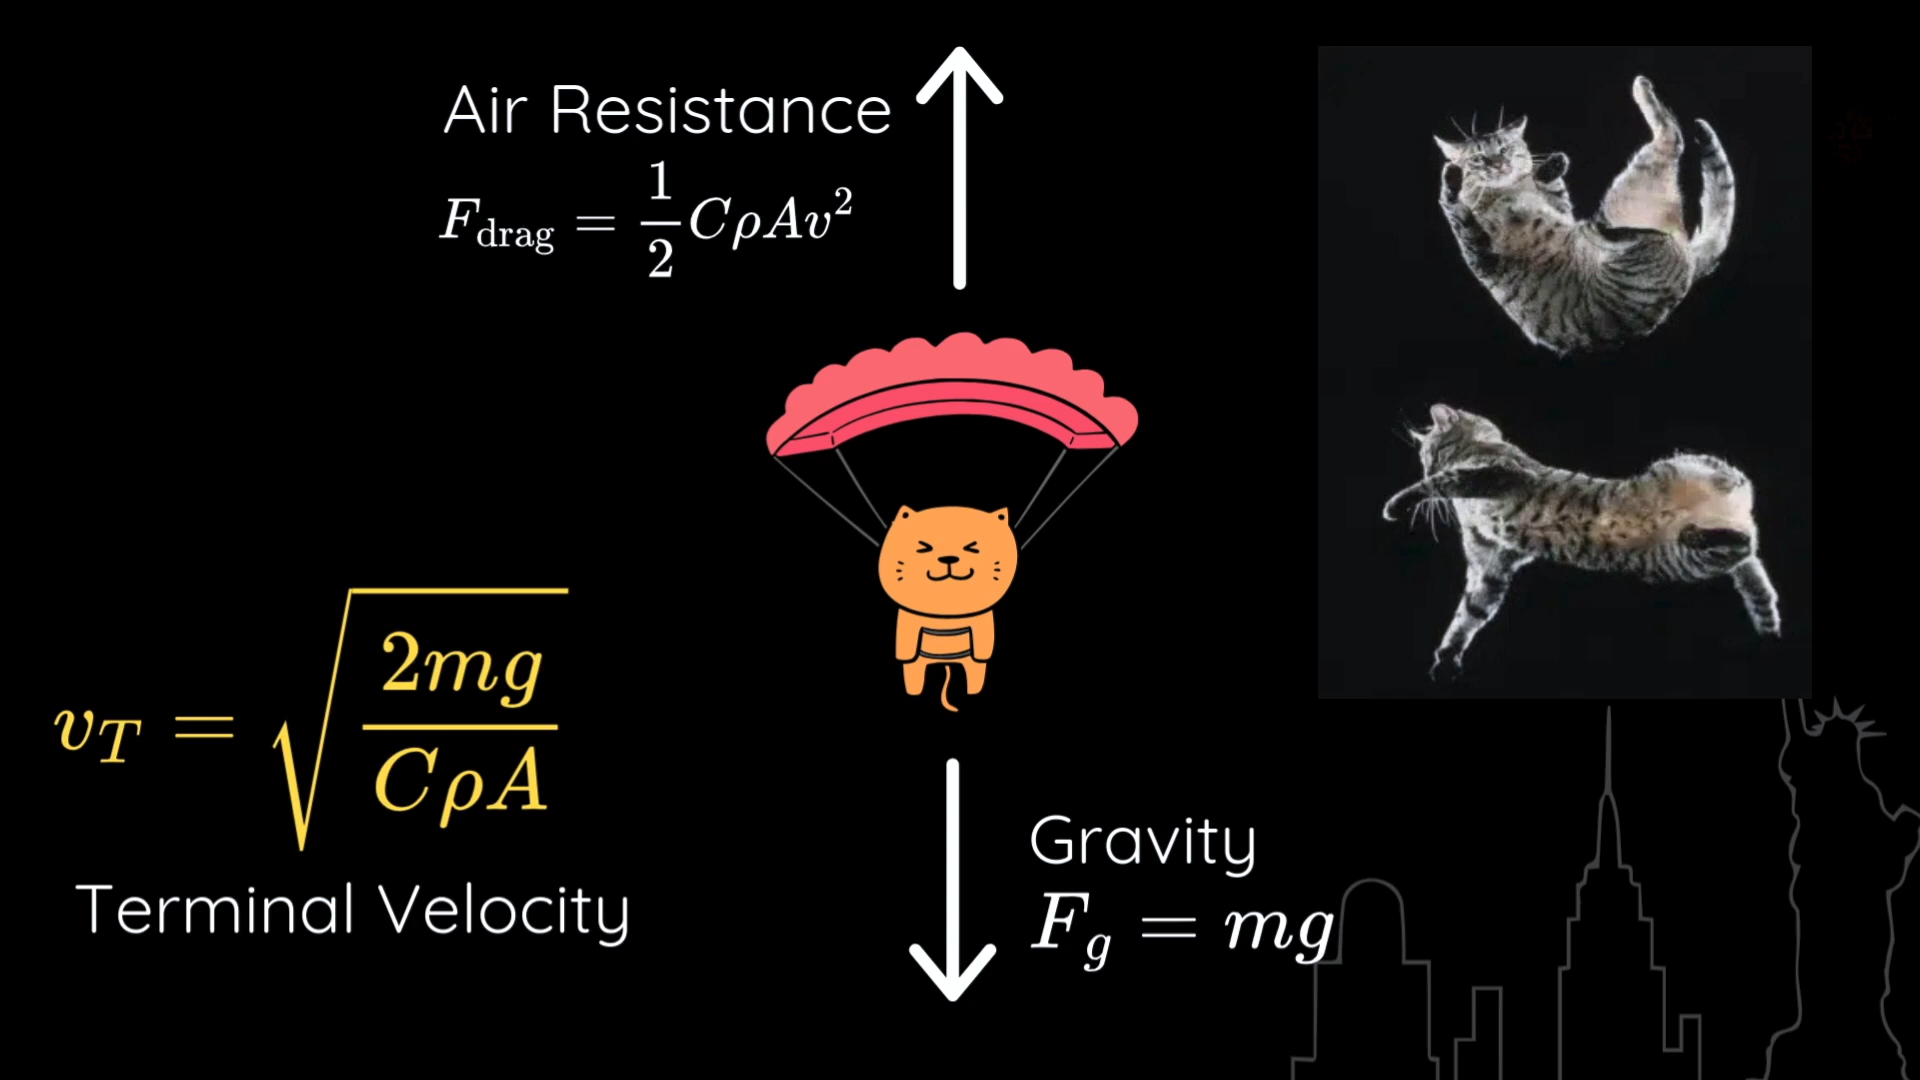 Air Resistance
F_drag = 1/2 CρAv²
v_T = √(2mg/CρA)
Terminal Velocity
Gravity
F_g = mg